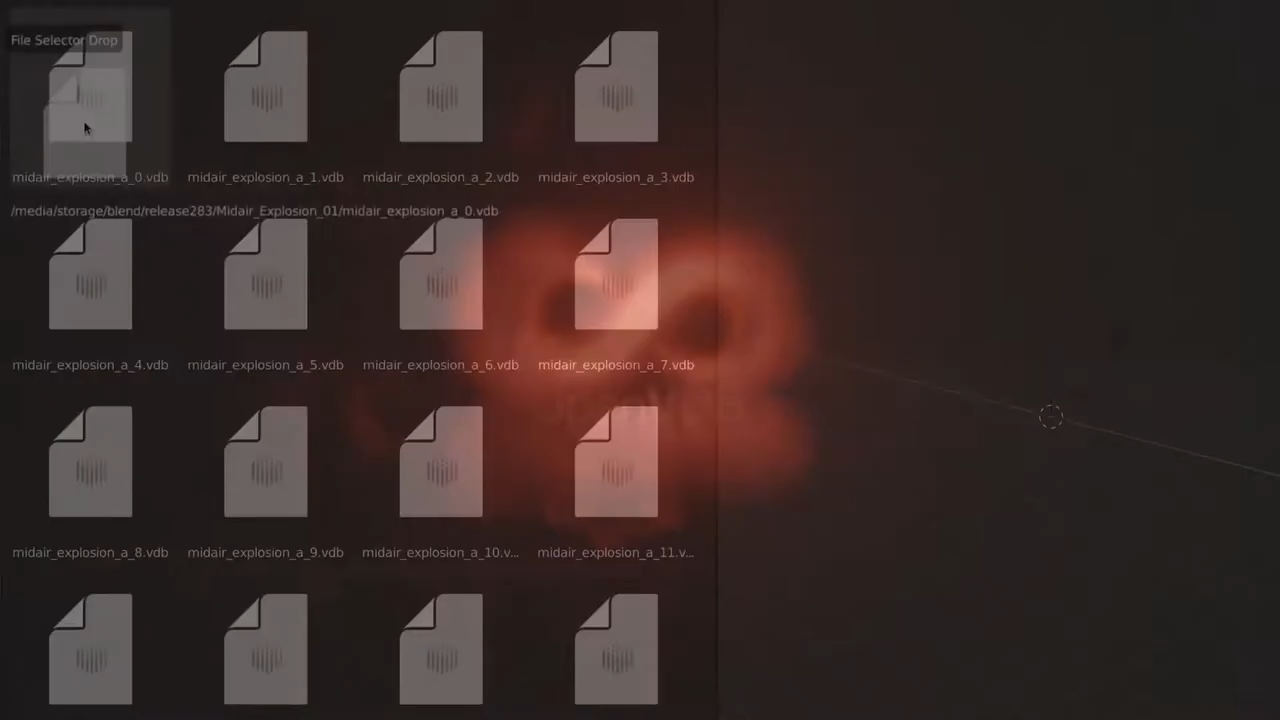 File Selector Drop
midair_explosion_a_0.vdb midair_explosion_a_1.vdb midair_explosion_a_2.vdb midair_explosion_a_3.vdb
/media/storage/blend/release283/Midair_Explosion_01/midair_explosion_a_0.vdb
midair_explosion_a_4.vdb midair_explosion_a_5.vdb midair_explosion_a_6.vdb midair_explosion_a_7.vdb
midair_explosion_a_8.vdb midair_explosion_a_9.vdb midair_explosion_a_10.v... midair_explosion_a_11.v...